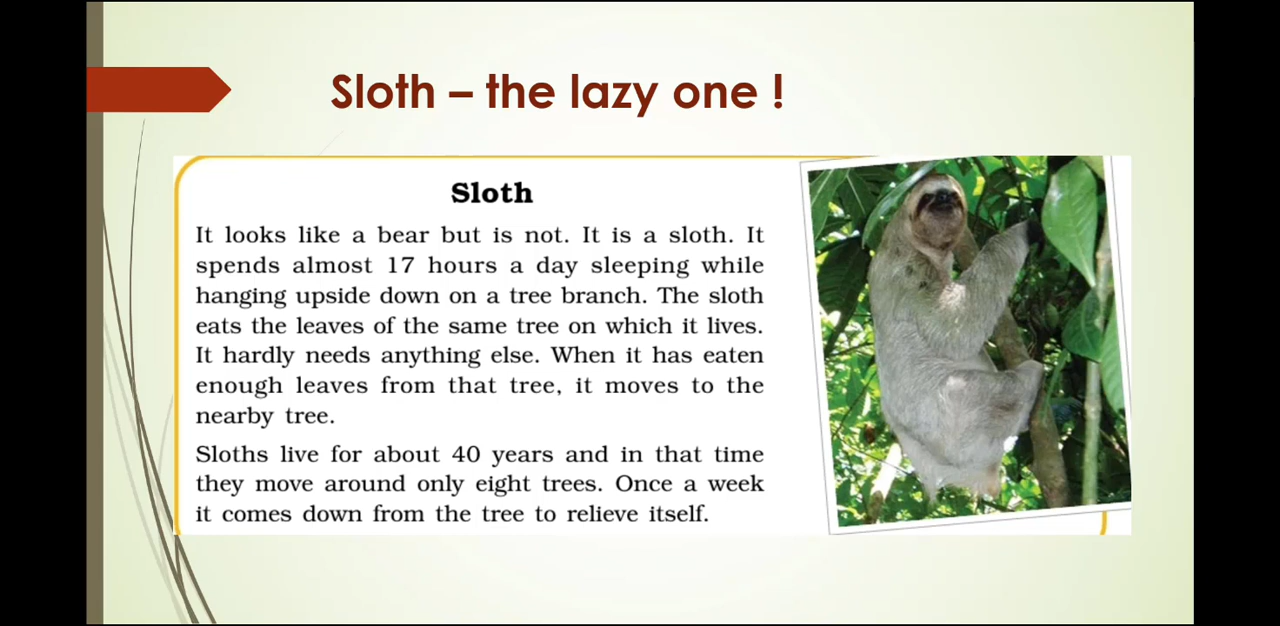 Sloth – the lazy one !
Sloth
It looks like a bear but is not. It is a sloth. It
spends almost 17 hours a day sleeping while
hanging upside down on a tree branch. The sloth
eats the leaves of the same tree on which it lives.
It hardly needs anything else. When it has eaten
enough leaves from that tree, it moves to the
nearby tree.
Sloths live for about 40 years and in that time
they move around only eight trees. Once a week
it comes down from the tree to relieve itself.